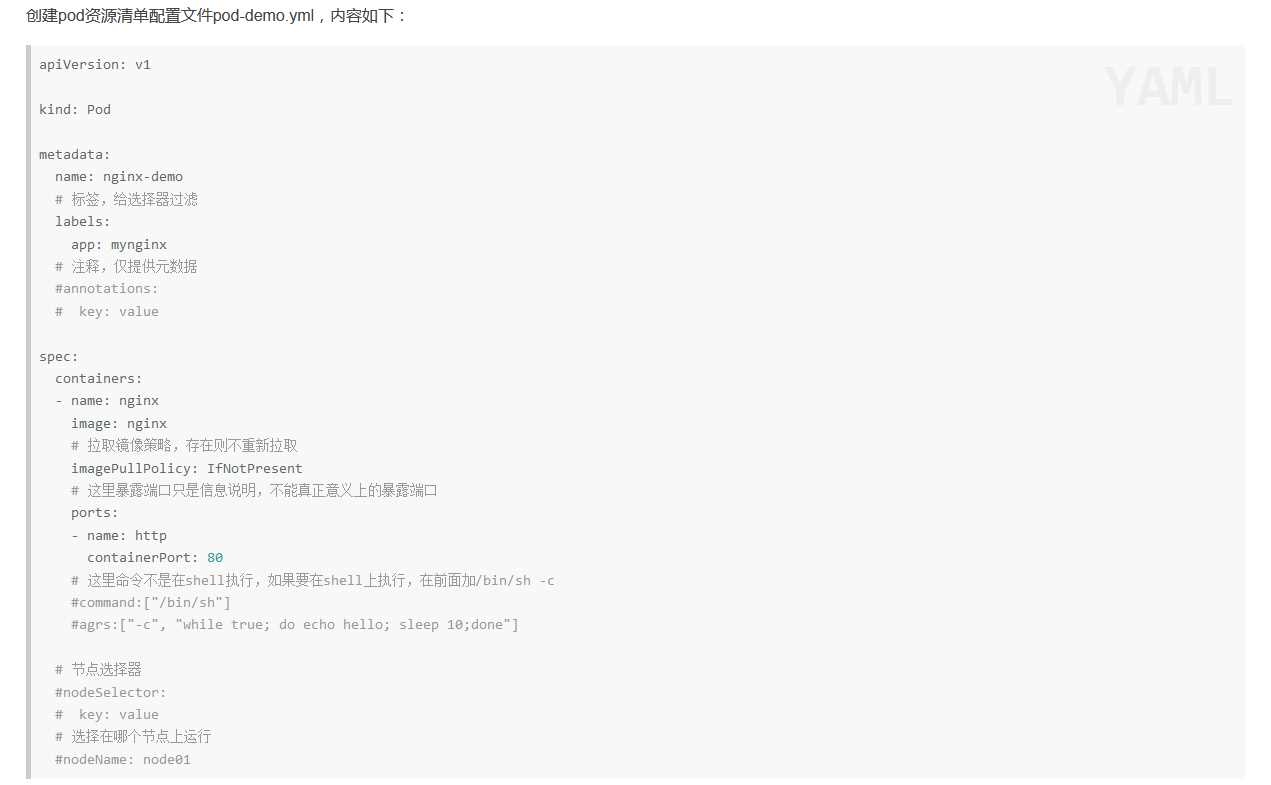 创建pod资源清单配置文件pod-demo.yml，内容如下：
YAML
apiVersion: v1
kind: Pod
metadata:
  name: nginx-demo
  # 标签，给选择器过滤
  labels:
    app: mynginx
  # 注释，仅提供元数据
  #annotations:
  #  key: value
spec:
  containers:
  - name: nginx
    image: nginx
    # 拉取镜像策略，存在则不重新拉取
    imagePullPolicy: IfNotPresent
    # 这里暴露端口只是信息说明，不能真正意义上的暴露端口
    ports:
    - name: http
      containerPort: 80
    # 这里命令不是在shell执行，如果要在shell上执行，在前面加/bin/sh -c
    #command:["/bin/sh"]
    #agrs:["-c", "while true; do echo hello; sleep 10;done"]
  # 节点选择器
  #nodeSelector:
  #  key: value
  # 选择在哪个节点上运行
  #nodeName: node01